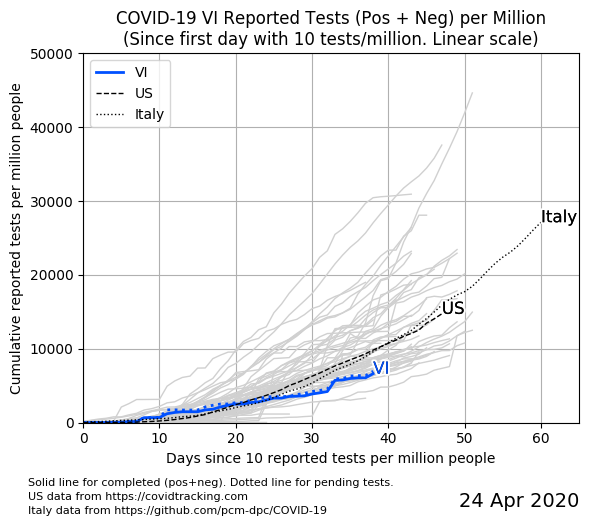 COVID-19 VI Reported Tests (Pos + Neg) per Million
(Since first day with 10 tests/million. Linear scale)
Cumulative reported tests per million people
50000
40000
30000
20000
10000
0
VI
US
Italy
Italy
US
VI
0 10 20 30 40 50 60
Days since 10 reported tests per million people
Solid line for completed (pos+neg). Dotted line for pending tests.
US data from https://covidtracking.com
Italy data from https://github.com/pcm-dpc/COVID-19
24 Apr 2020